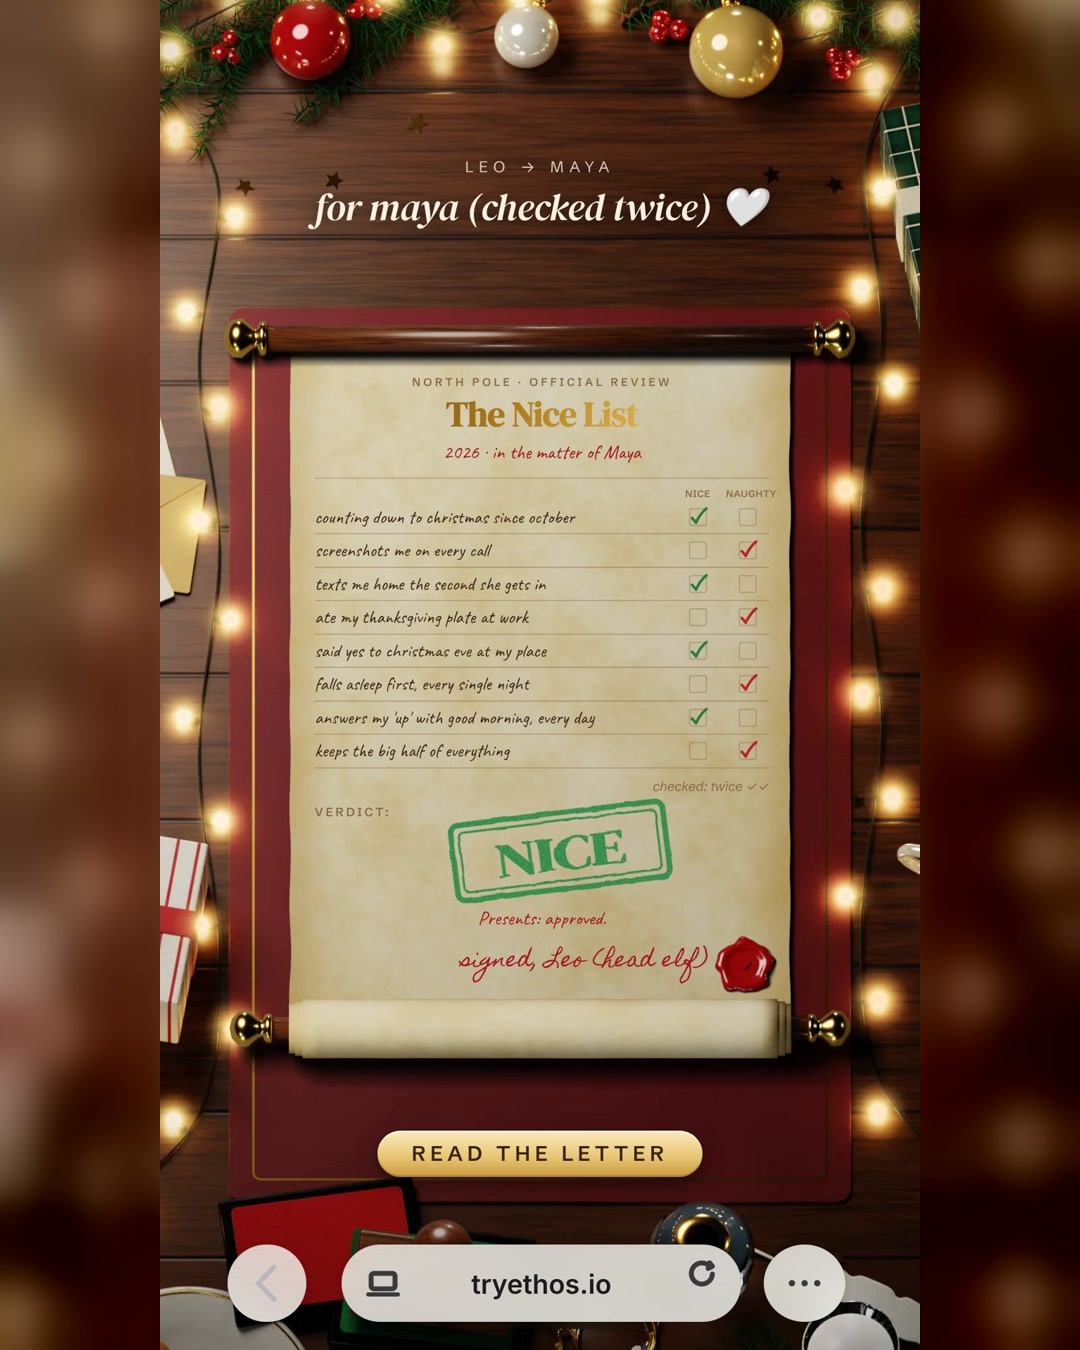 LEO → MAYA
for maya (checked twice) 🤍
NORTH POLE · OFFICIAL REVIEW
The Nice List
2026 · in the matter of Maya
NICE NAUGHTY
counting down to christmas since october
screenshots me on every call
texts me home the second she gets in
ate my thanksgiving plate at work
said yes to christmas eve at my place
falls asleep first, every single night
answers my 'up' with good morning, every day
keeps the big half of everything
checked: twice ✓✓
VERDICT:
NICE
Presents: approved.
signed, Leo (head elf)
READ THE LETTER
tryethos.io